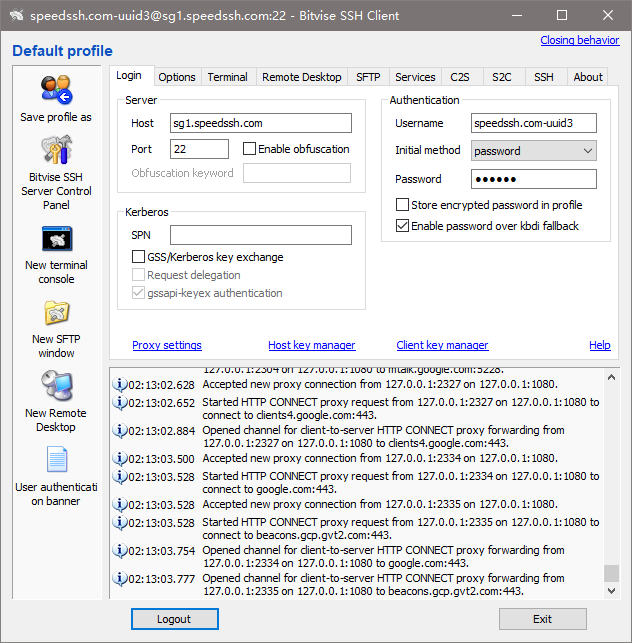 speedssh.com-uuid3@sg1.speedssh.com:22 - Bitvise SSH Client
Default profile
Closing behavior
Save profile as
Bitvise SSH
Server Control
Panel
New terminal
console
New SFTP
window
New Remote
Desktop
User authenticati
on banner
Login
Options
Terminal
Remote Desktop
SFTP
Services
C2S
S2C
SSH
About
Server
Host
sg1.speedssh.com
Port
22
Enable obfuscation
Obfuscation keyword
Kerberos
SPN
GSS/Kerberos key exchange
Request delegation
gssapi-keyex authentication
Authentication
Username
speedssh.com-uuid3
Initial method
password
Password
●●●●●●
Store encrypted password in profile
Enable password over kbdi fallback
Proxy settings
Host key manager
Client key manager
Help
127.0.0.1:2304 on 127.0.0.1:1080 to mtalk.google.com:5228.
02:13:02.628 Accepted new proxy connection from 127.0.0.1:2327 on 127.0.0.1:1080.
02:13:02.652 Started HTTP CONNECT proxy request from 127.0.0.1:2327 on 127.0.0.1:1080 to
connect to clients4.google.com:443.
02:13:02.884 Opened channel for client-to-server HTTP CONNECT proxy forwarding from
127.0.0.1:2327 on 127.0.0.1:1080 to clients4.google.com:443.
02:13:03.500 Accepted new proxy connection from 127.0.0.1:2334 on 127.0.0.1:1080.
02:13:03.528 Started HTTP CONNECT proxy request from 127.0.0.1:2334 on 127.0.0.1:1080 to
connect to google.com:443.
02:13:03.528 Accepted new proxy connection from 127.0.0.1:2335 on 127.0.0.1:1080.
02:13:03.528 Started HTTP CONNECT proxy request from 127.0.0.1:2335 on 127.0.0.1:1080 to
connect to beacons.gcp.gvt2.com:443.
02:13:03.754 Opened channel for client-to-server HTTP CONNECT proxy forwarding from
127.0.0.1:2334 on 127.0.0.1:1080 to google.com:443.
02:13:03.777 Opened channel for client-to-server HTTP CONNECT proxy forwarding from
127.0.0.1:2335 on 127.0.0.1:1080 to beacons.gcp.gvt2.com:443.
Logout
Exit